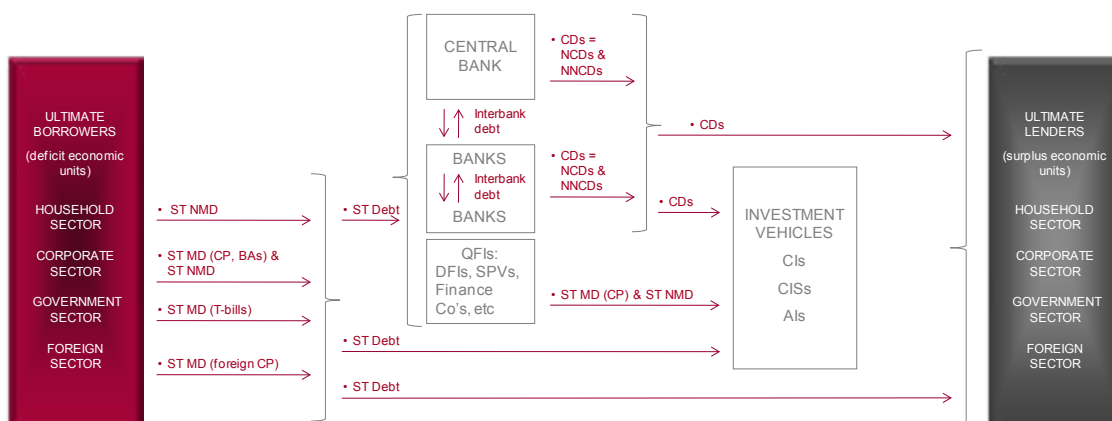 ULTIMATE
BORROWERS
(deficit economic
units)
HOUSEHOLD
SECTOR
CORPORATE
SECTOR
GOVERNMENT
SECTOR
FOREIGN
SECTOR
• ST NMD
• ST MD (CP, BAs) &
ST NMD
• ST MD (T-bills)
• ST MD (foreign CP)
• ST Debt
• ST Debt
• ST Debt
CENTRAL
BANK
Interbank
debt
BANKS
Interbank
debt
BANKS
QFIs:
DFIs, SPVs,
Finance
Co's, etc
• CDs =
NCDs &
NNCDs
• CDs =
NCDs &
NNCDs
• ST MD (CP) & ST NMD
• CDs
• CDs
INVESTMENT
VEHICLES
CIs
CISs
AIs
ULTIMATE
LENDERS
(surplus economic
units)
HOUSEHOLD
SECTOR
CORPORATE
SECTOR
GOVERNMENT
SECTOR
FOREIGN
SECTOR